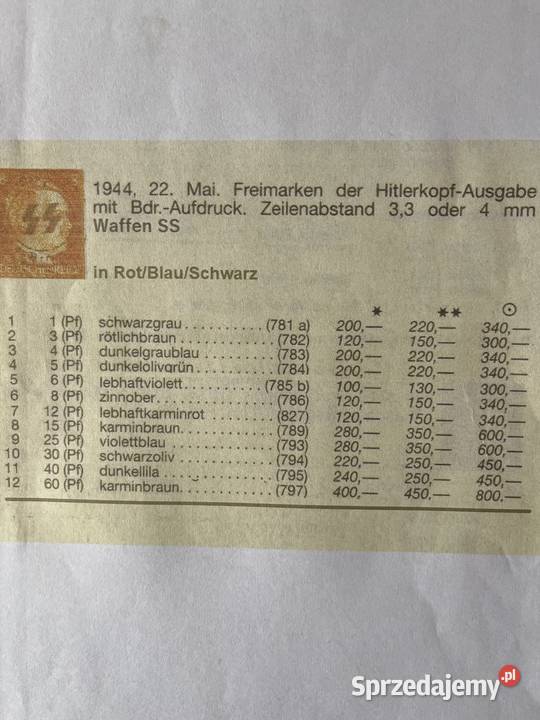 SS
1944, 22. Mai. Freimarken der Hitlerkopf-Ausgabe
mit Bdr.-Aufdruck. Zeilenabstand 3,3 oder 4 mm
Waffen SS
in Rot/Blau/Schwarz
* ** ⊙
1 1 (Pf) schwarzgrau . . . . . . . . . . (781 a) 200,— 220,— 340,—
2 3 (Pf) rötlichbraun . . . . . . . . . . (782) 120,— 150,— 300,—
3 4 (Pf) dunkelgraublau . . . . . . . . (783) 200,— 220,— 340,—
4 5 (Pf) dunkelolivgrün . . . . . . . . (784) 200,— 220,— 340,—
5 6 (Pf) lebhaftviolett . . . . . . . . . (785 b) 100,— 130,— 300,—
6 8 (Pf) zinnober . . . . . . . . . . . . (786) 120,— 150,— 340,—
7 12 (Pf) lebhaftkarminrot . . . . . . . (827) 120,— 150,— 340,—
8 15 (Pf) karminbraun . . . . . . . . . . (789) 280,— 350,— 600,—
9 25 (Pf) violettblau . . . . . . . . . . . (793) 280,— 350,— 600,—
10 30 (Pf) schwarzoliv . . . . . . . . . . (794) 220,— 250,— 450,—
11 40 (Pf) dunkellila . . . . . . . . . . . (795) 240,— 250,— 450,—
12 60 (Pf) karminbraun . . . . . . . . . . (797) 400,— 450,— 800,—
Sprzedajemy.pl